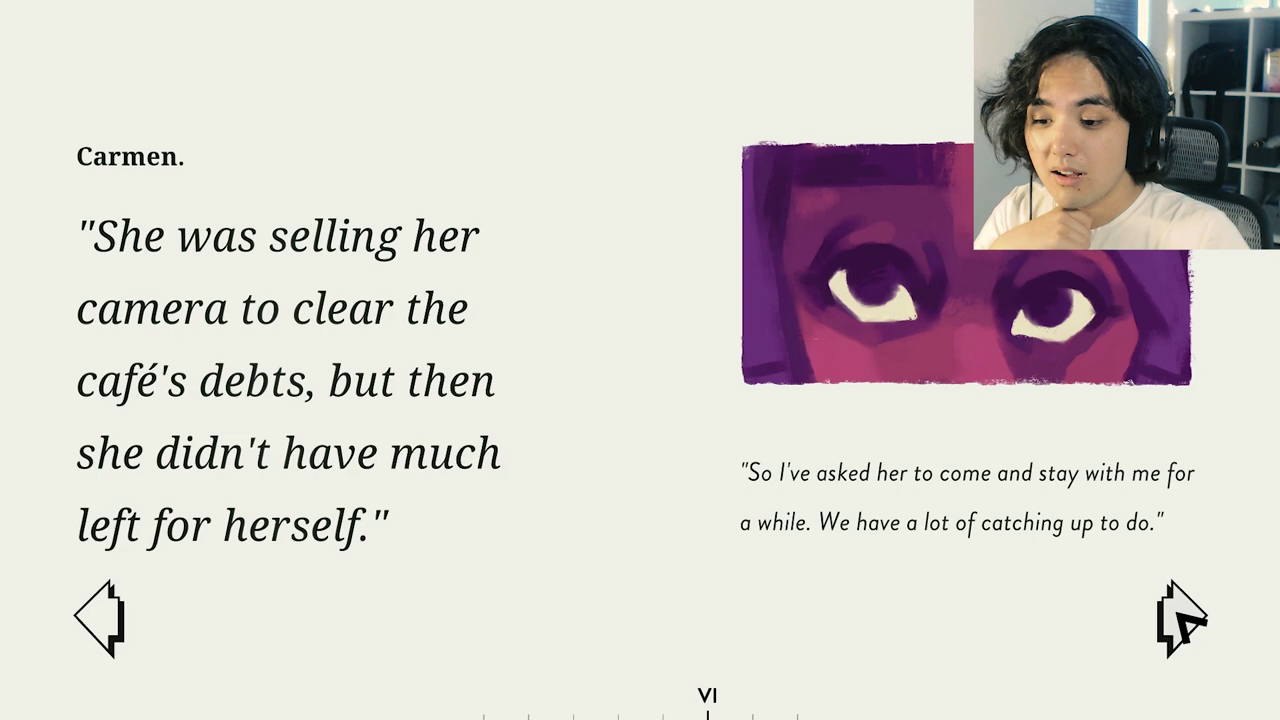 Carmen.
"She was selling her
camera to clear the
café's debts, but then
she didn't have much
left for herself."
"So I've asked her to come and stay with me for
a while. We have a lot of catching up to do."
VI